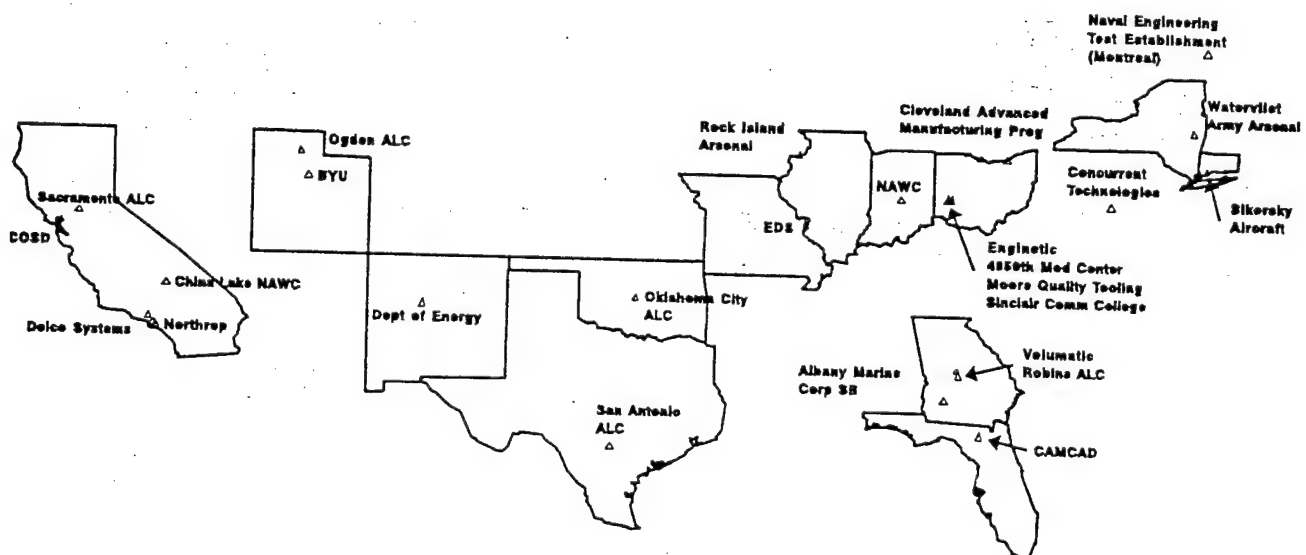 Naval Engineering
Test Establishment
(Montreal)
Cleveland Advanced
Manufacturing Prog
Watervliet
Army Arsenal
Rock Island
Arsenal
Ogden ALC
BYU
NAWC
Concurrent
Technologies
Sikorsky
Aircraft
Sacramento ALC
EDS
Enginetic
4950th Mod Center
Moore Quality Tooling
Sinclair Comm College
China Lake NAWC
Oklahoma City
ALC
Dept of Energy
Delco Systems
Northrop
Volumatic
Robins ALC
Albany Marine
Corp SB
San Antonio
ALC
CAMCAD